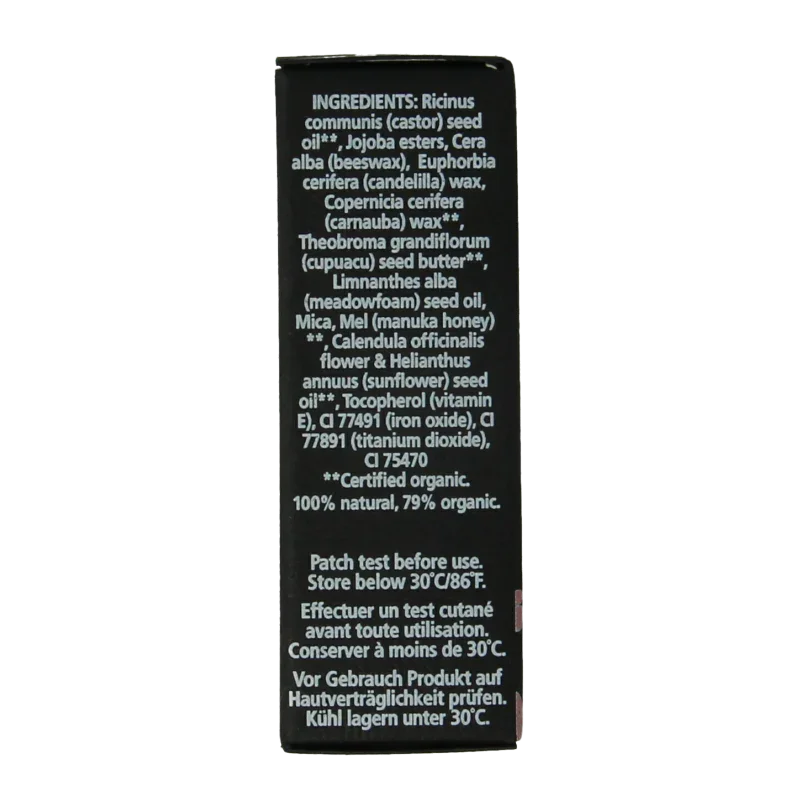 INGREDIENTS: Ricinus
communis (castor) seed
oil**, Jojoba esters, Cera
alba (beeswax), Euphorbia
cerifera (candelilla) wax,
Copernicia cerifera
(carnauba) wax**,
Theobroma grandiflorum
(cupuacu) seed butter**,
Limnanthes alba
(meadowfoam) seed oil,
Mica, Mel (manuka honey)
**, Calendula officinalis
flower & Helianthus
annuus (sunflower) seed
oil**, Tocopherol (vitamin
E), CI 77491 (iron oxide), CI
77891 (titanium dioxide),
CI 75470
**Certified organic.
100% natural, 79% organic.
Patch test before use.
Store below 30°C/86°F.
Effectuer un test cutané
avant toute utilisation.
Conserver à moins de 30°C.
Vor Gebrauch Produkt auf
Hautverträglichkeit prüfen.
Kühl lagern unter 30°C.